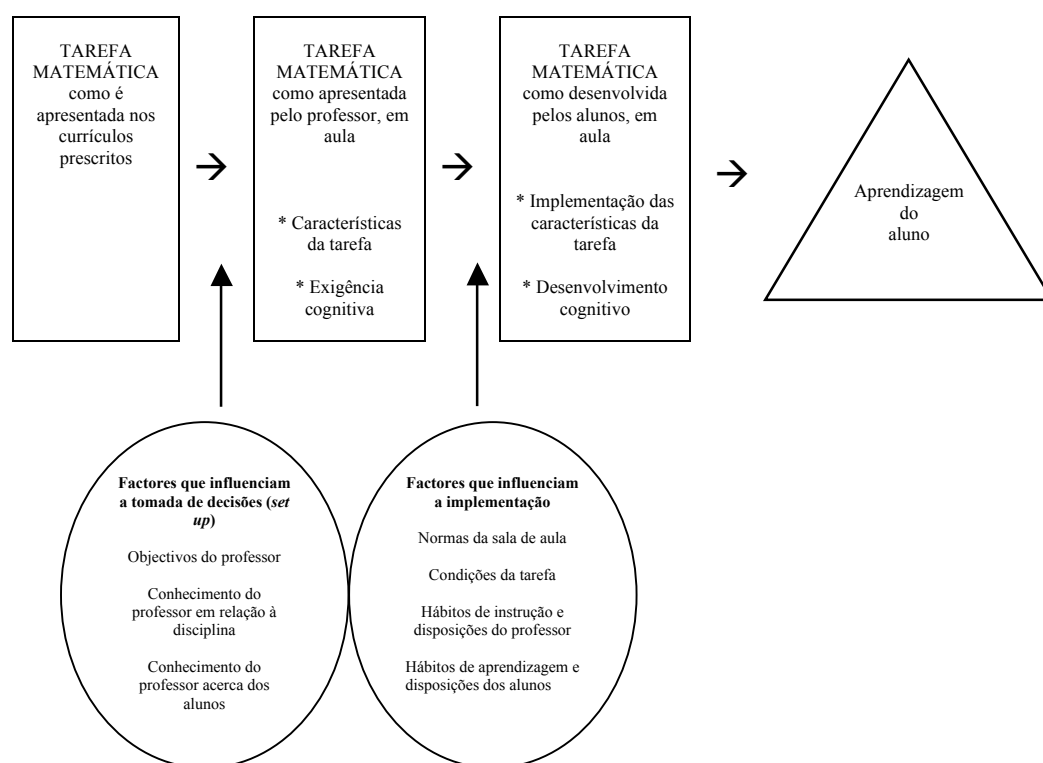 TAREFA
MATEMÁTICA
como é
apresentada nos
currículos
prescritos
TAREFA
MATEMÁTICA
como apresentada
pelo professor, em
aula
* Características
da tarefa
* Exigência
cognitiva
TAREFA
MATEMÁTICA
como desenvolvida
pelos alunos, em
aula
* Implementação das
características da
tarefa
* Desenvolvimento
cognitivo
Aprendizagem
do
aluno
Factores que influenciam
a tomada de decisões (set
up)
Objectivos do professor
Conhecimento do
professor em relação à
disciplina
Conhecimento do
professor acerca dos
alunos
Factores que influenciam
a implementação
Normas da sala de aula
Condições da tarefa
Hábitos de instrução e
disposições do professor
Hábitos de aprendizagem e
disposições dos alunos